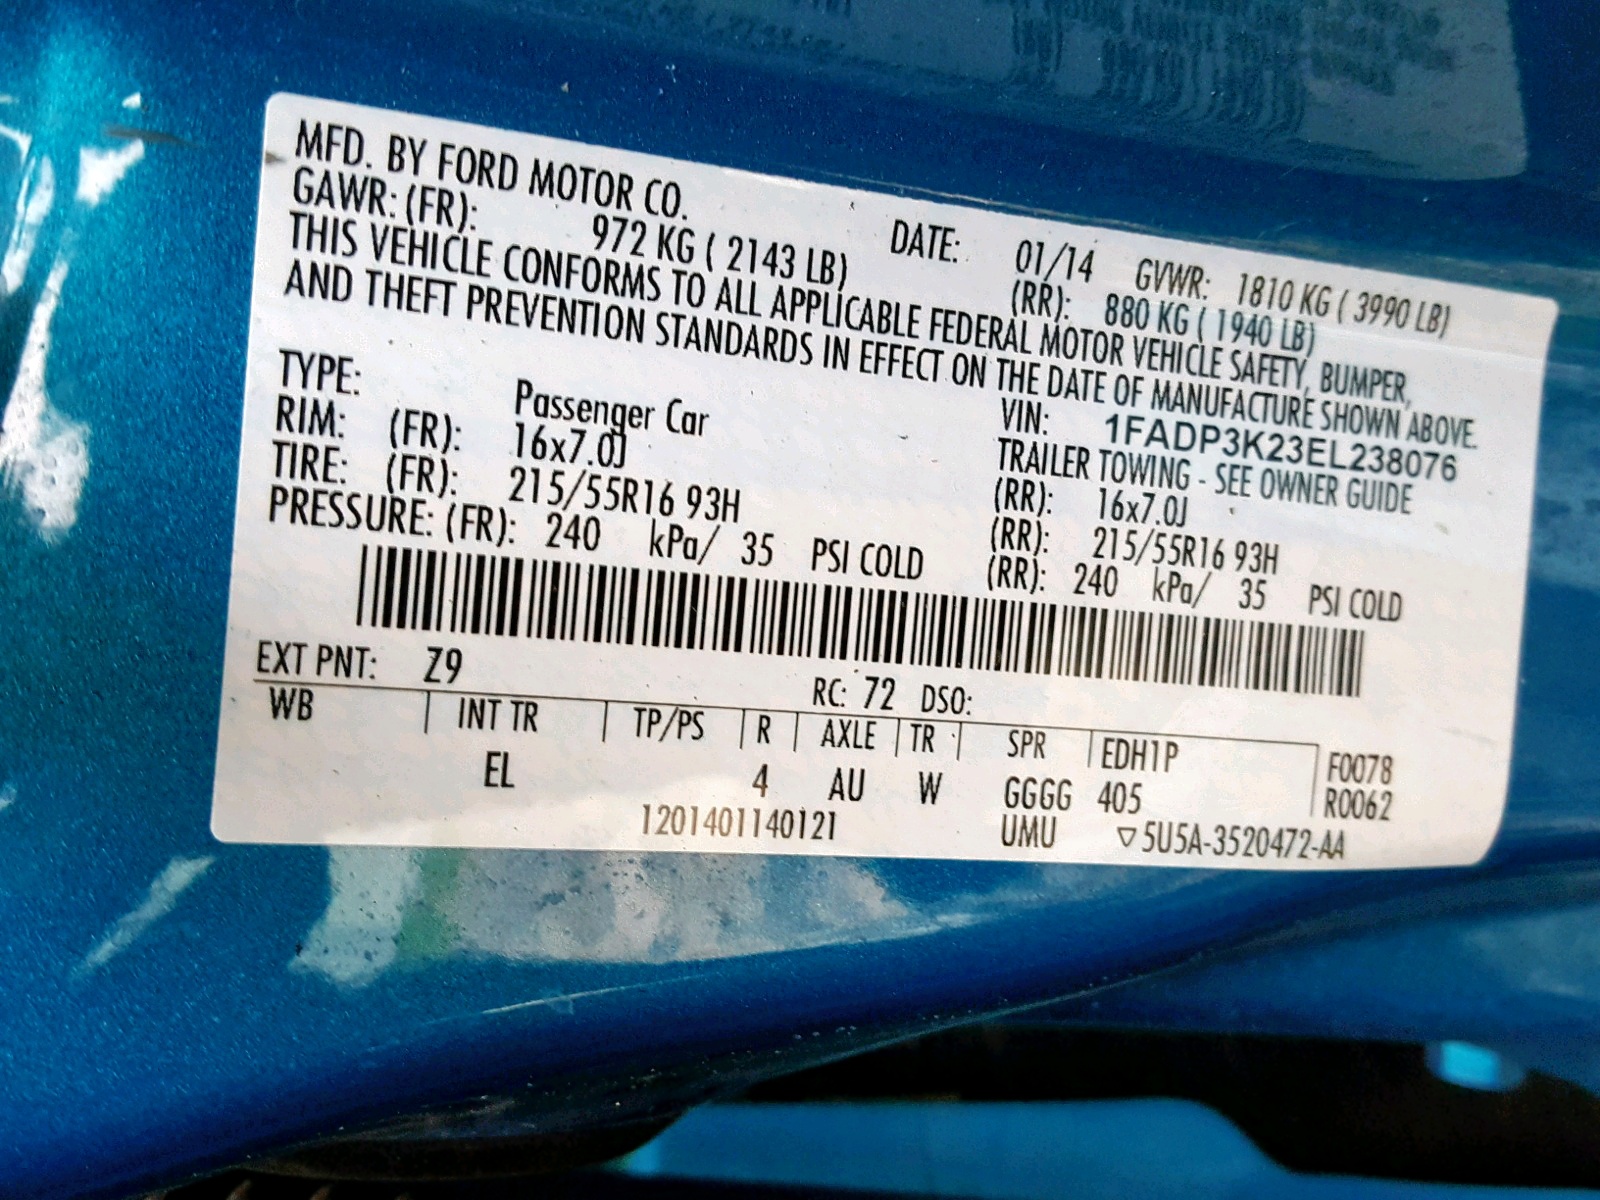 MFD. BY FORD MOTOR CO. DATE: 01/14 GVWR: 1810 KG ( 3990 LB)
GAWR: (FR): 972 KG ( 2143 LB) (RR): 880 KG ( 1940 LB)
THIS VEHICLE CONFORMS TO ALL APPLICABLE FEDERAL MOTOR VEHICLE SAFETY, BUMPER,
AND THEFT PREVENTION STANDARDS IN EFFECT ON THE DATE OF MANUFACTURE SHOWN ABOVE.
VIN: 1FADP3K23EL238076
TYPE: Passenger Car TRAILER TOWING - SEE OWNER GUIDE
RIM: (FR): 16x7.0J (RR): 16x7.0J
TIRE: (FR): 215/55R16 93H (RR): 215/55R16 93H
PRESSURE: (FR): 240 kPa/ 35 PSI COLD (RR): 240 kPa/ 35 PSI COLD
EXT PNT: Z9 RC: 72 DSO:
WB INT TR TP/PS R AXLE TR SPR EDH1P F0078
EL 4 AU W GGGG 405 R0062
1201401140121 UMU ▽5U5A-3520472-AA